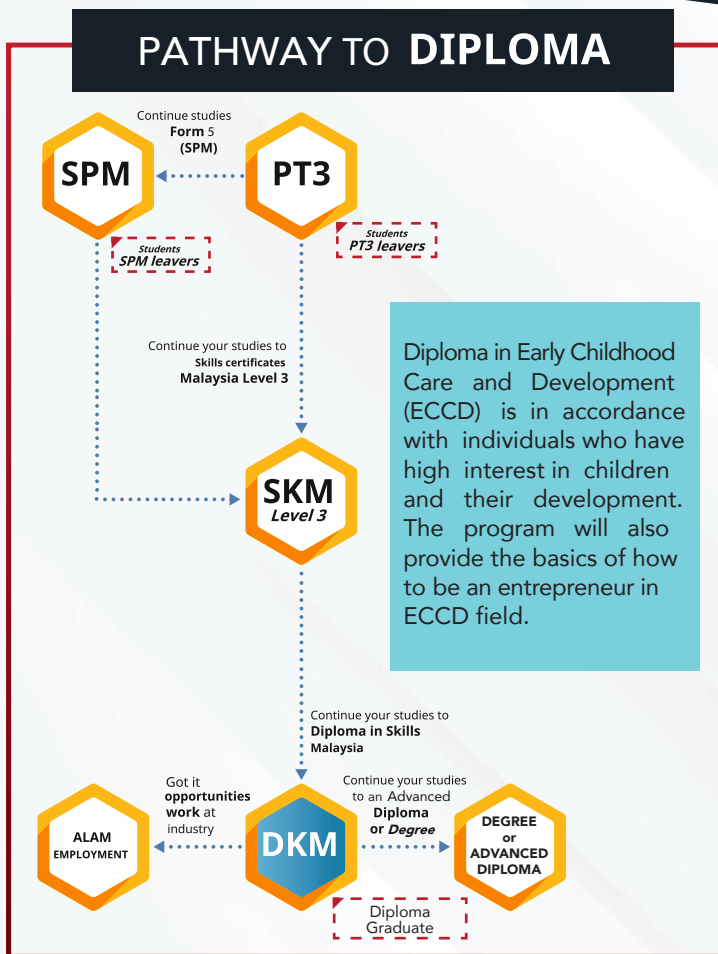 PATHWAY TO DIPLOMA
Continue studies
Form 5
(SPM)
SPM
PT3
Students
SPM leavers
Students
PT3 leavers
Continue your studies to
Skills certificates
Malaysia Level 3
Diploma in Early Childhood
Care and Development
(ECCD) is in accordance
with individuals who have
high interest in children
and their development.
The program will also
provide the basics of how
to be an entrepreneur in
ECCD field.
SKM
Level 3
Continue your studies to
Diploma in Skills
Malaysia
Got it
opportunities
work at
industry
Continue your studies
to an Advanced
Diploma
or Degree
ALAM
EMPLOYMENT
DKM
DEGREE
or
ADVANCED
DIPLOMA
Diploma
Graduate